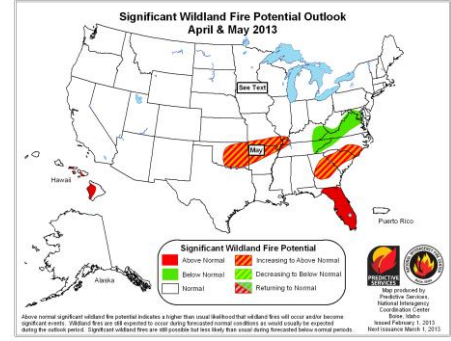 Significant Wildland Fire Potential Outlook
April & May 2013
See Text
May
Hawaii
Alaska
Puerto Rico
Significant Wildland Fire Potential
Above Normal
Increasing to Above Normal
Below Normal
Decreasing to Below Normal
Normal
Returning to Normal
PREDICTIVE
SERVICES
Map produced by
Predictive Services,
National Interagency
Coordination Center
Boise, Idaho
Issued February 1, 2013
Next issuance March 1, 2013
Above normal significant wildland fire potential indicates a higher than usual likelihood that wildland fires will occur and/or become
significant events. Wildland fires are still expected to occur during forecasted normal conditions as would usually be expected
during the outlook period. Significant wildland fires are still possible but less likely than usual during forecasted below normal periods.